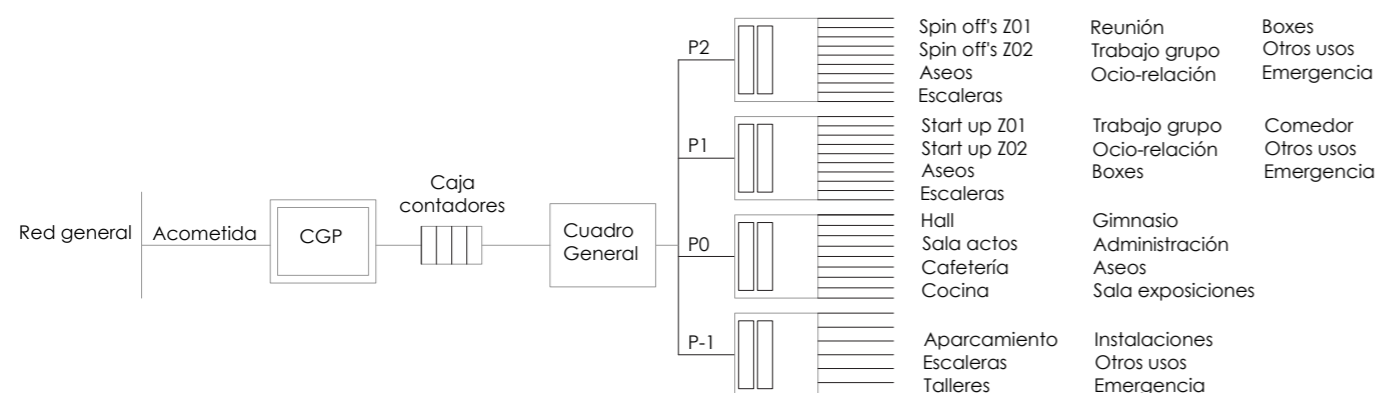 Red general
Acometida
CGP
Caja
contadores
Cuadro
General
P2
Spin off's Z01 Reunión Boxes
Spin off's Z02 Trabajo grupo Otros usos
Aseos Ocio-relación Emergencia
Escaleras
P1
Start up Z01 Trabajo grupo Comedor
Start up Z02 Ocio-relación Otros usos
Aseos Boxes Emergencia
Escaleras
P0
Hall Gimnasio
Sala actos Administración
Cafetería Aseos
Cocina Sala exposiciones
P-1
Aparcamiento Instalaciones
Escaleras Otros usos
Talleres Emergencia